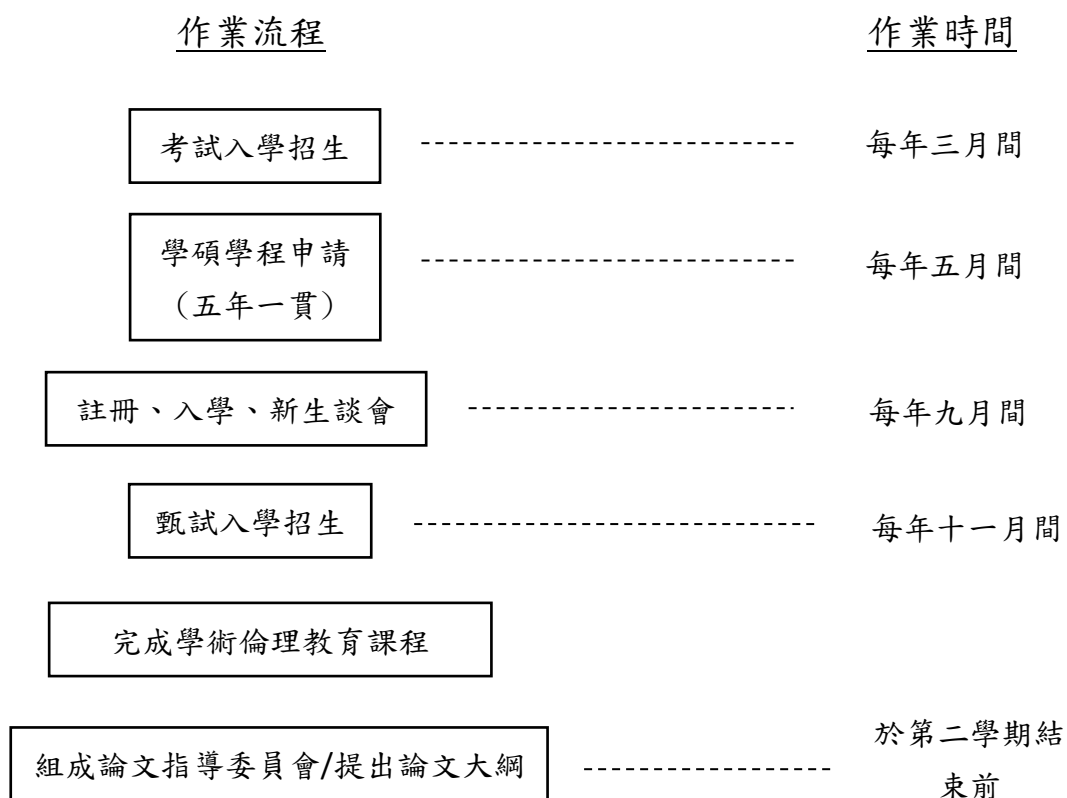 作業流程
作業時間
考試入學招生
每年三月間
學碩學程申請
（五年一貫）
每年五月間
註冊、入學、新生談會
每年九月間
甄試入學招生
每年十一月間
完成學術倫理教育課程
組成論文指導委員會/提出論文大綱
於第二學期結
束前